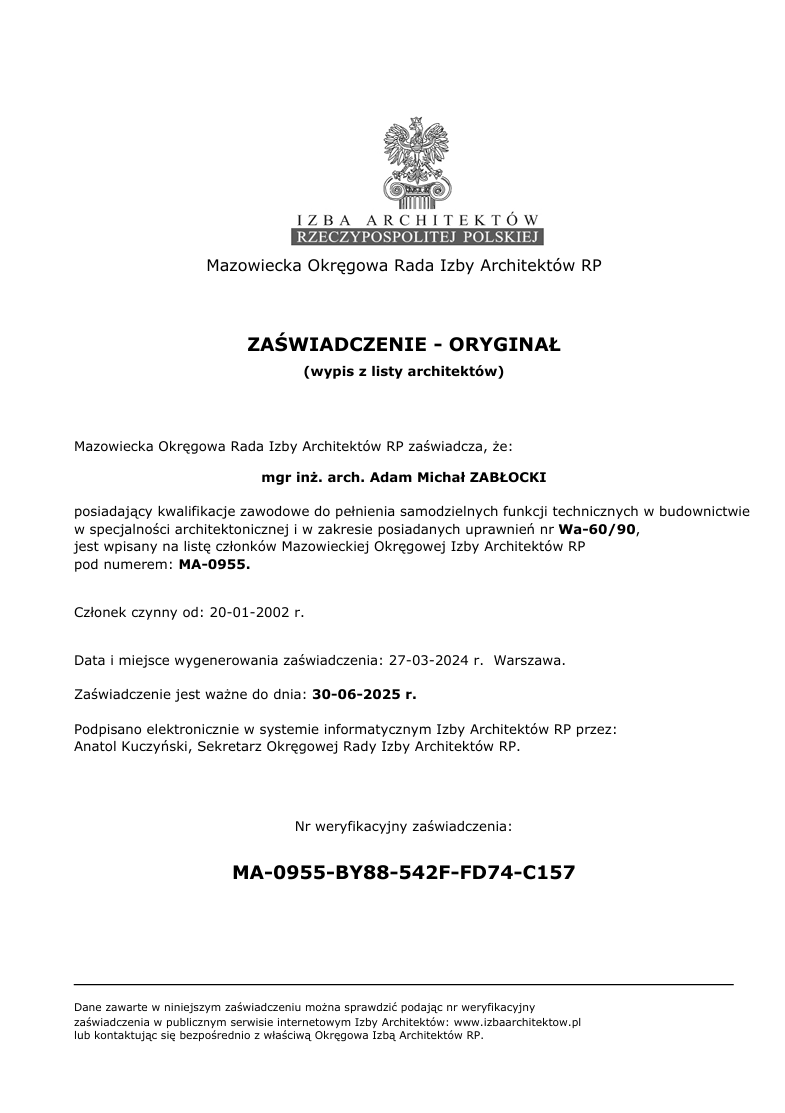 IZBA ARCHITEKTÓW
RZECZYPOSPOLITEJ POLSKIEJ
Mazowiecka Okręgowa Rada Izby Architektów RP
ZAŚWIADCZENIE - ORYGINAŁ
(wypis z listy architektów)
Mazowiecka Okręgowa Rada Izby Architektów RP zaświadcza, że:
mgr inż. arch. Adam Michał ZABŁOCKI
posiadający kwalifikacje zawodowe do pełnienia samodzielnych funkcji technicznych w budownictwie
w specjalności architektonicznej i w zakresie posiadanych uprawnień nr Wa-60/90,
jest wpisany na listę członków Mazowieckiej Okręgowej Izby Architektów RP
pod numerem: MA-0955.
Członek czynny od: 20-01-2002 r.
Data i miejsce wygenerowania zaświadczenia: 27-03-2024 r.  Warszawa.
Zaświadczenie jest ważne do dnia: 30-06-2025 r.
Podpisano elektronicznie w systemie informatycznym Izby Architektów RP przez:
Anatol Kuczyński, Sekretarz Okręgowej Rady Izby Architektów RP.
Nr weryfikacyjny zaświadczenia:
MA-0955-BY88-542F-FD74-C157
Dane zawarte w niniejszym zaświadczeniu można sprawdzić podając nr weryfikacyjny
zaświadczenia w publicznym serwisie internetowym Izby Architektów: www.izbaarchitektow.pl
lub kontaktując się bezpośrednio z właściwą Okręgowa Izbą Architektów RP.